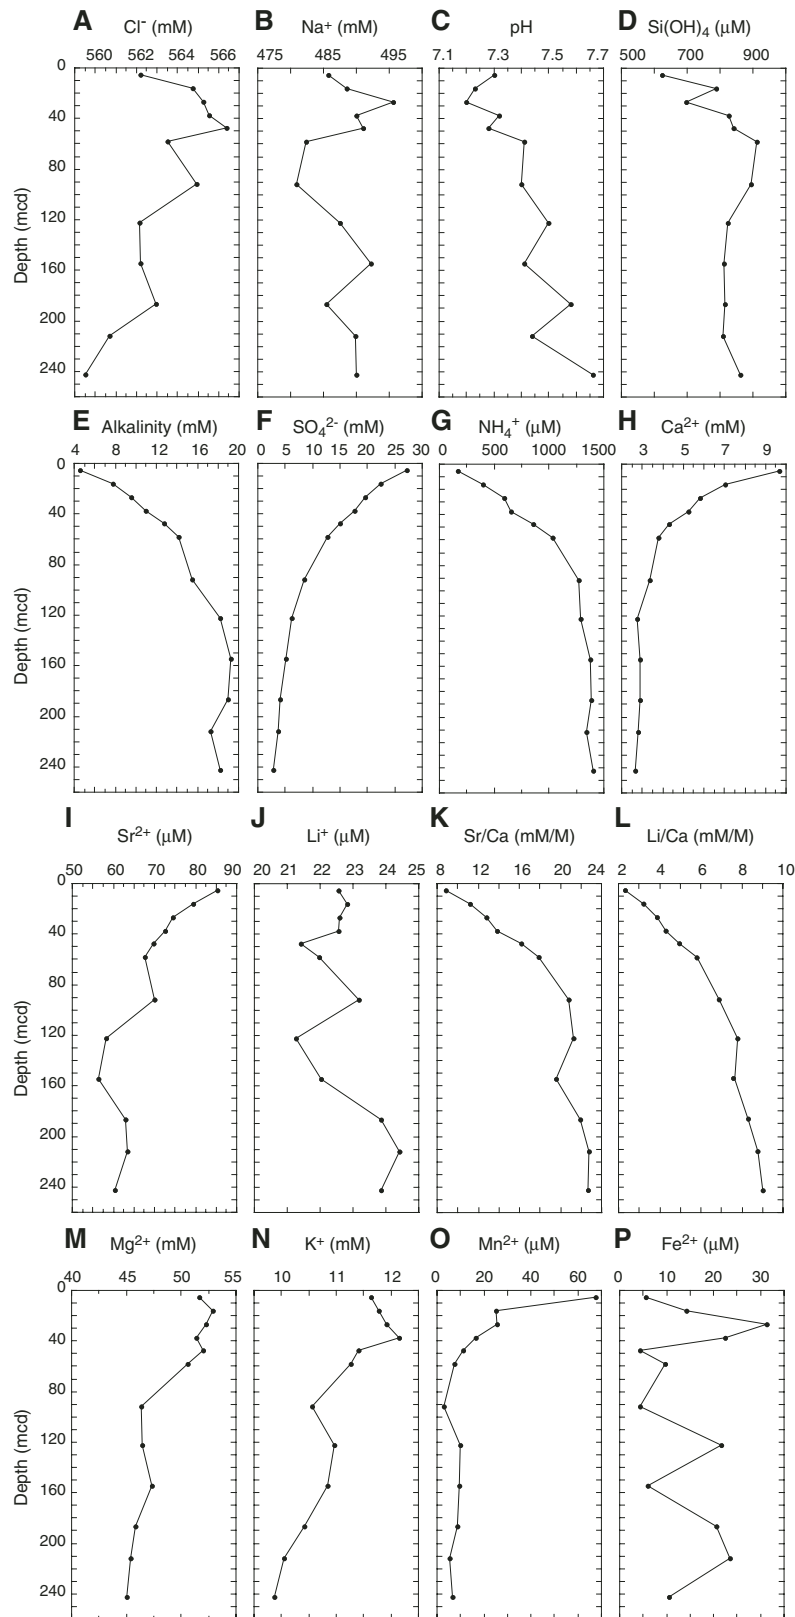 A Cl⁻ (mM) B Na⁺ (mM) C pH D Si(OH)₄ (µM)
560 562 564 566 475 485 495 7.1 7.3 7.5 7.7 500 700 900
0
40
80
120
160
200
240
Depth (mcd)
E Alkalinity (mM) F SO₄²⁻ (mM) G NH₄⁺ (µM) H Ca²⁺ (mM)
4 8 12 16 20 0 5 10 15 20 25 30 0 500 1000 1500 3 5 7 9
0
40
80
120
160
200
240
Depth (mcd)
I Sr²⁺ (µM) J Li⁺ (µM) K Sr/Ca (mM/M) L Li/Ca (mM/M)
50 60 70 80 90 20 21 22 23 24 25 8 12 16 20 24 2 4 6 8 10
0
40
80
120
160
200
240
Depth (mcd)
M Mg²⁺ (mM) N K⁺ (mM) O Mn²⁺ (µM) P Fe²⁺ (µM)
40 45 50 55 10 11 12 0 20 40 60 0 10 20 30
0
40
80
120
160
200
240
Depth (mcd)